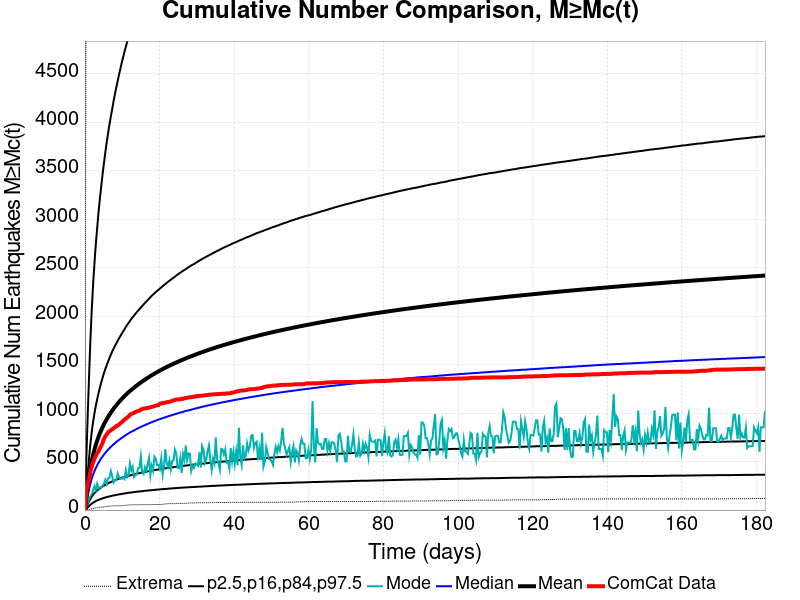 Cumulative Number Comparison, M≥Mc(t)
Cumulative Num Earthquakes M≥Mc(t)
4500
4000
3500
3000
2500
2000
1500
1000
500
0
0 20 40 60 80 100 120 140 160 180
Time (days)
Extrema p2.5,p16,p84,p97.5 Mode Median Mean ComCat Data